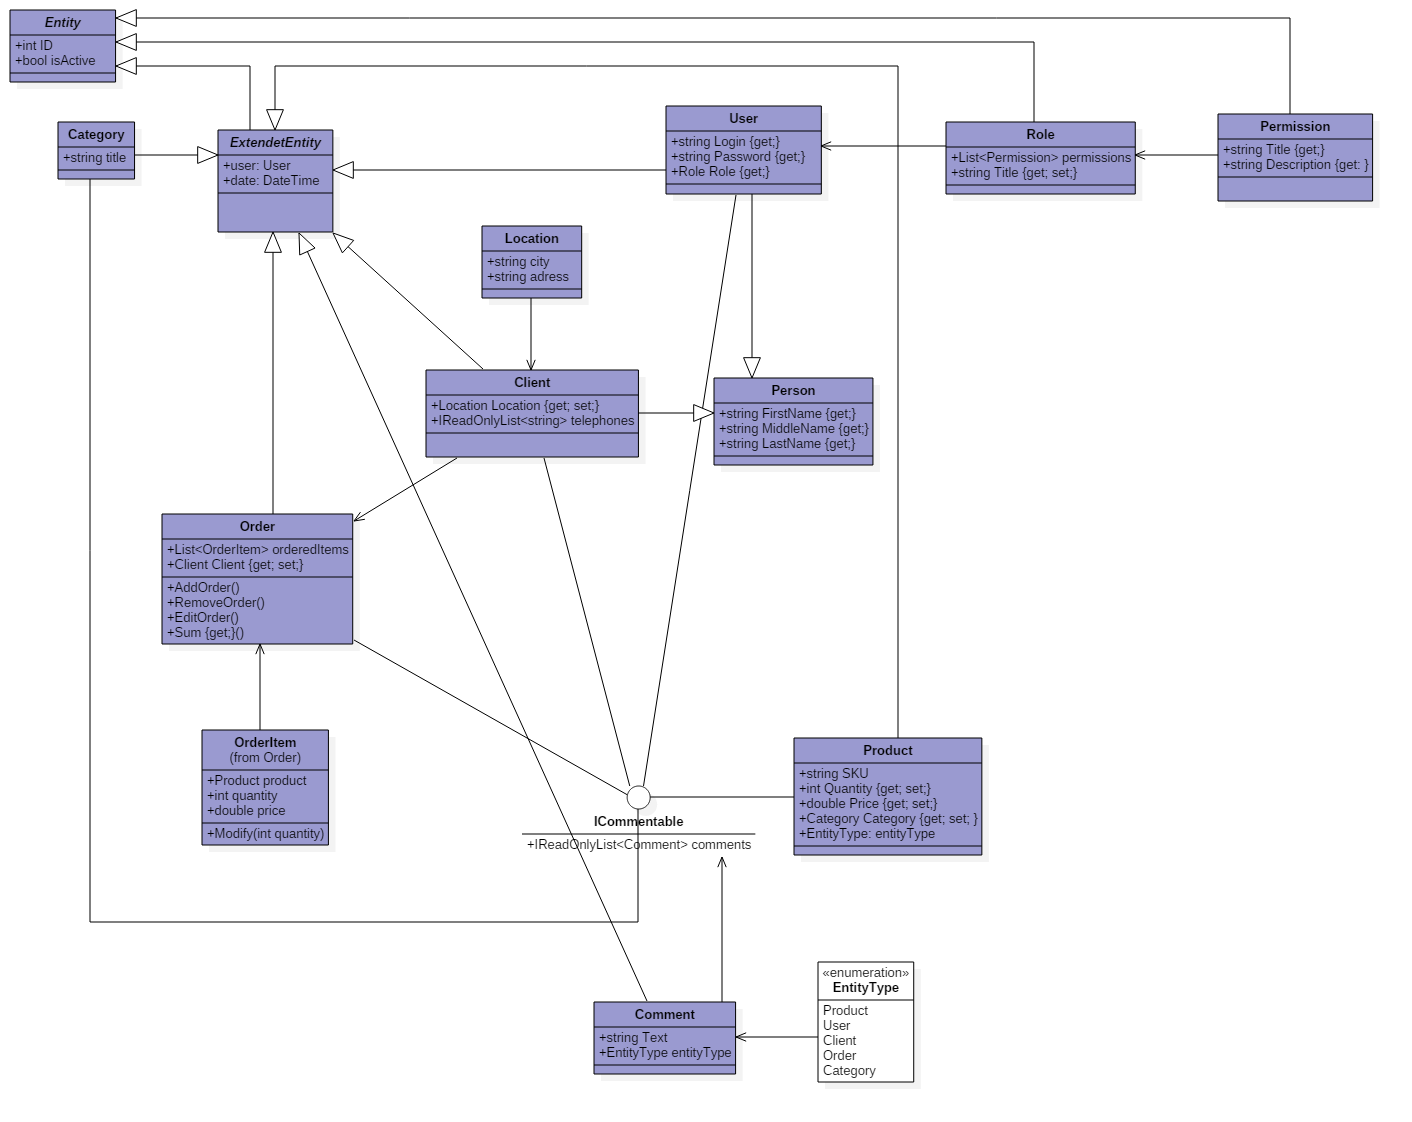 Entity
+int ID
+bool isActive
Category
+string title
ExtendetEntity
+user: User
+date: DateTime
User
+string Login {get;}
+string Password {get;}
+Role Role {get;}
Role
+List<Permission> permissions
+string Title {get; set;}
Permission
+string Title {get;}
+string Description {get: }
Location
+string city
+string adress
Client
+Location Location {get; set;}
+IReadOnlyList<string> telephones
Person
+string FirstName {get;}
+string MiddleName {get;}
+string LastName {get;}
Order
+List<OrderItem> orderedItems
+Client Client {get; set;}
+AddOrder()
+RemoveOrder()
+EditOrder()
+Sum {get;}()
OrderItem
(from Order)
+Product product
+int quantity
+double price
+Modify(int quantity)
ICommentable
+IReadOnlyList<Comment> comments
Product
+string SKU
+int Quantity {get; set;}
+double Price {get; set;}
+Category Category {get; set; }
+EntityType: entityType
Comment
+string Text
+EntityType entityType
«enumeration»
EntityType
Product
User
Client
Order
Category